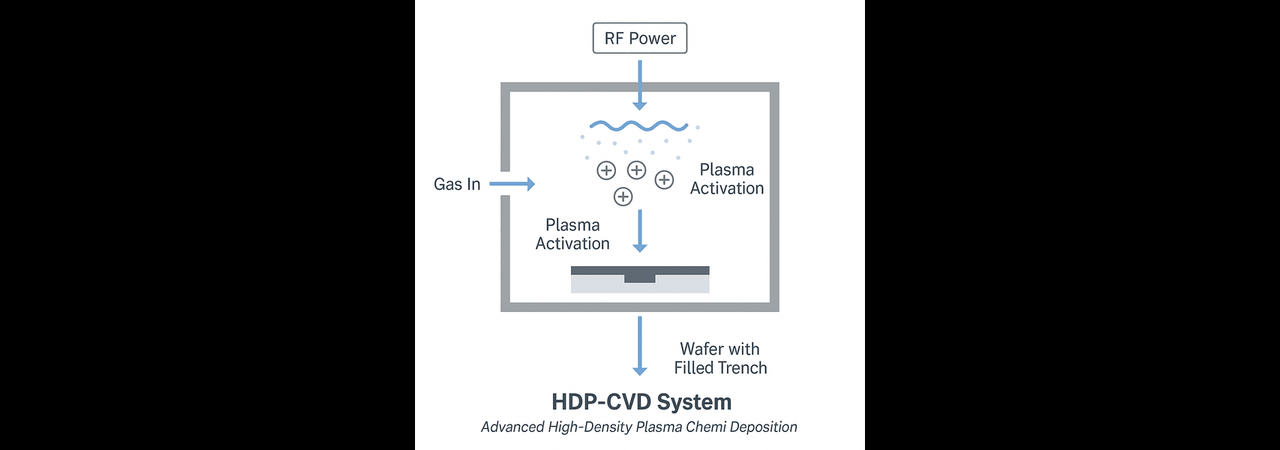 RF Power
Gas In
Plasma
Activation
Plasma
Activation
Wafer with
Filled Trench
HDP-CVD System
Advanced High-Density Plasma Chemi Deposition